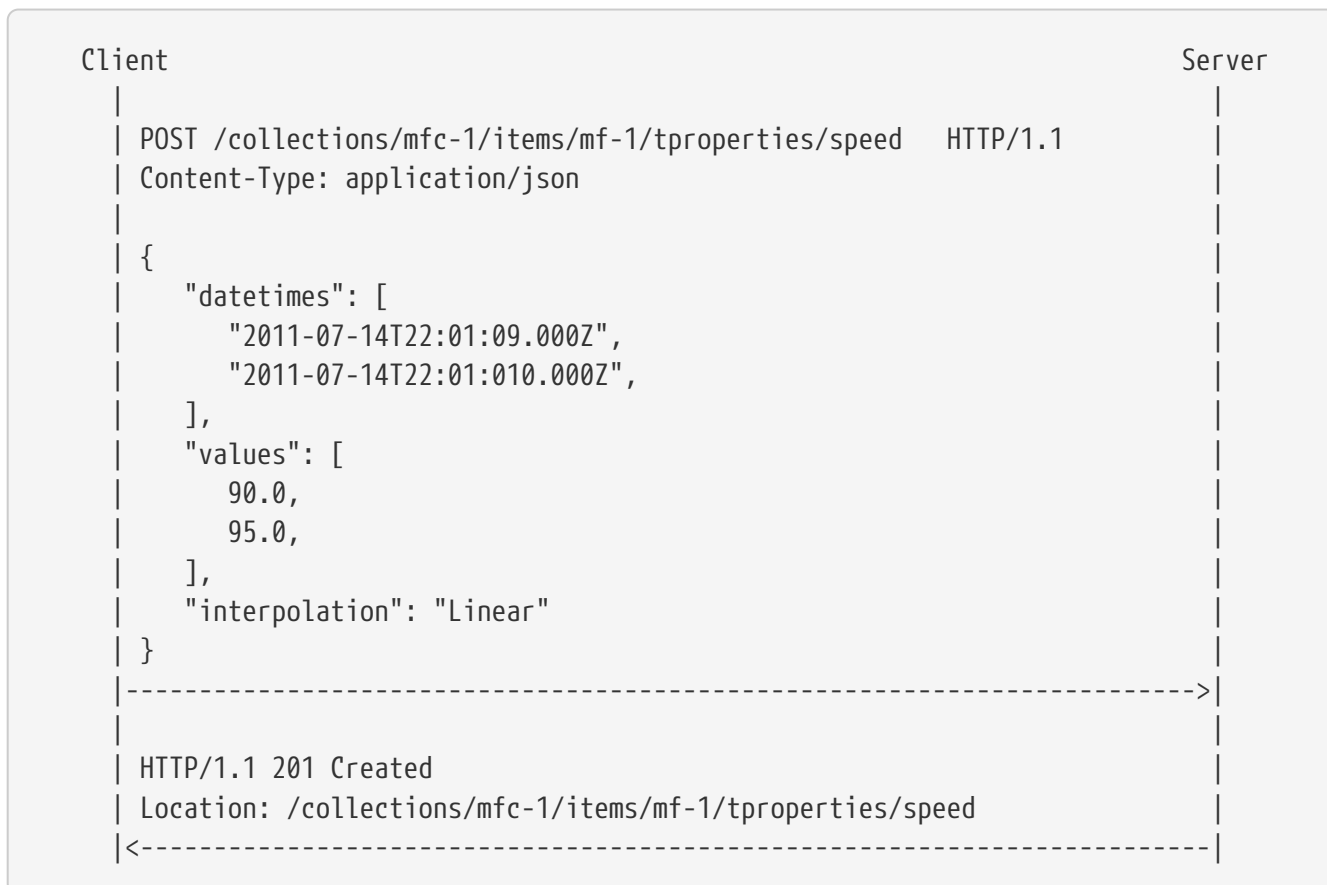 Client Server
|                                                                           |
| POST /collections/mfc-1/items/mf-1/tproperties/speed   HTTP/1.1           |
| Content-Type: application/json                                            |
|                                                                           |
| {                                                                         |
|    "datetimes": [                                                         |
|       "2011-07-14T22:01:09.000Z",                                         |
|       "2011-07-14T22:01:010.000Z",                                        |
|    ],                                                                     |
|    "values": [                                                            |
|       90.0,                                                               |
|       95.0,                                                               |
|    ],                                                                     |
|    "interpolation": "Linear"                                              |
| }                                                                         |
|-------------------------------------------------------------------------->|
|                                                                           |
| HTTP/1.1 201 Created                                                      |
| Location: /collections/mfc-1/items/mf-1/tproperties/speed                 |
|<--------------------------------------------------------------------------|